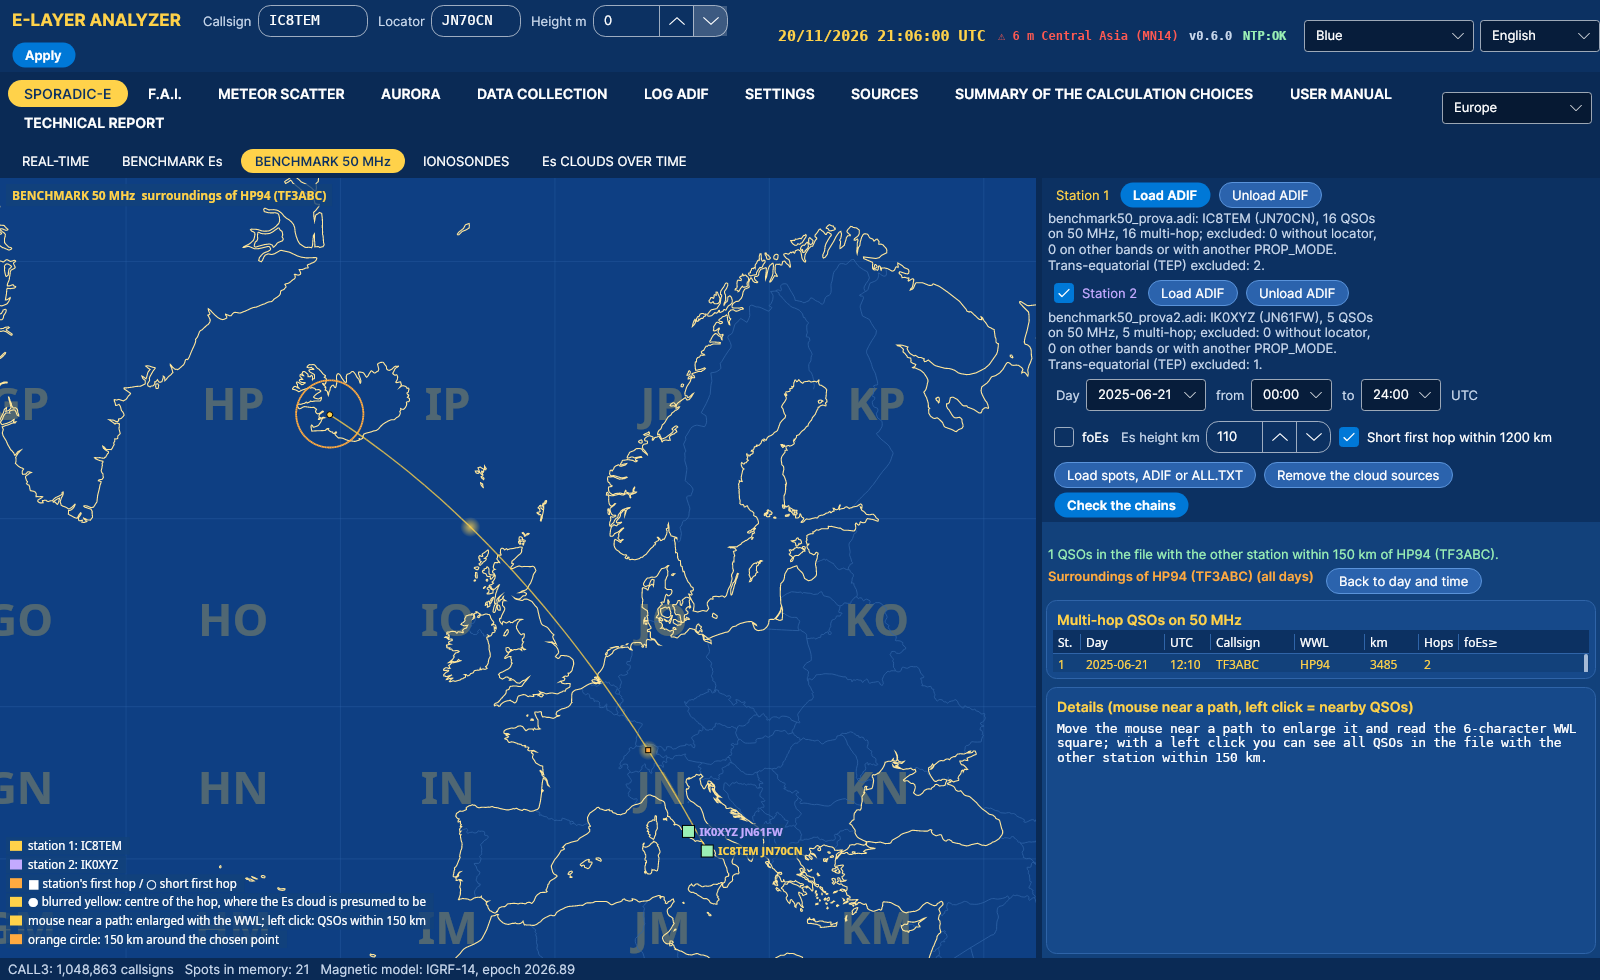 E-LAYER ANALYZER
Callsign IC8TEM Locator JN70CN Height m 0
Apply
20/11/2026 21:06:00 UTC ⚠ 6 m Central Asia (MN14) v0.6.0 NTP:OK Blue English
SPORADIC-E F.A.I. METEOR SCATTER AURORA DATA COLLECTION LOG ADIF SETTINGS SOURCES SUMMARY OF THE CALCULATION CHOICES USER MANUAL
TECHNICAL REPORT
Europe
REAL-TIME BENCHMARK Es BENCHMARK 50 MHz IONOSONDES Es CLOUDS OVER TIME
BENCHMARK 50 MHz surroundings of HP94 (TF3ABC)
GP HP IP JP KP
GO HO IO JO KO
GN HN IN JN KN
IM JM KM
IK0XYZ JN61FW
IC8TEM JN70CN
station 1: IC8TEM
station 2: IK0XYZ
■ station's first hop / ○ short first hop
● blurred yellow: centre of the hop, where the Es cloud is presumed to be
mouse near a path: enlarged with the WWL; left click: QSOs within 150 km
orange circle: 150 km around the chosen point
Station 1 Load ADIF Unload ADIF
benchmark50_prova.adi: IC8TEM (JN70CN), 16 QSOs
on 50 MHz, 16 multi-hop; excluded: 0 without locator,
0 on other bands or with another PROP_MODE.
Trans-equatorial (TEP) excluded: 2.
Station 2 Load ADIF Unload ADIF
benchmark50_prova2.adi: IK0XYZ (JN61FW), 5 QSOs
on 50 MHz, 5 multi-hop; excluded: 0 without locator,
0 on other bands or with another PROP_MODE.
Trans-equatorial (TEP) excluded: 1.
Day 2025-06-21 from 00:00 to 24:00 UTC
foEs Es height km 110 Short first hop within 1200 km
Load spots, ADIF or ALL.TXT Remove the cloud sources
Check the chains
1 QSOs in the file with the other station within 150 km of HP94 (TF3ABC).
Surroundings of HP94 (TF3ABC) (all days) Back to day and time
Multi-hop QSOs on 50 MHz
St. Day UTC Callsign WWL km Hops foEs≥
1 2025-06-21 12:10 TF3ABC HP94 3485 2
Details (mouse near a path, left click = nearby QSOs)
Move the mouse near a path to enlarge it and read the 6-character WWL
square; with a left click you can see all QSOs in the file with the
other station within 150 km.
CALL3: 1,048,863 callsigns Spots in memory: 21 Magnetic model: IGRF-14, epoch 2026.89